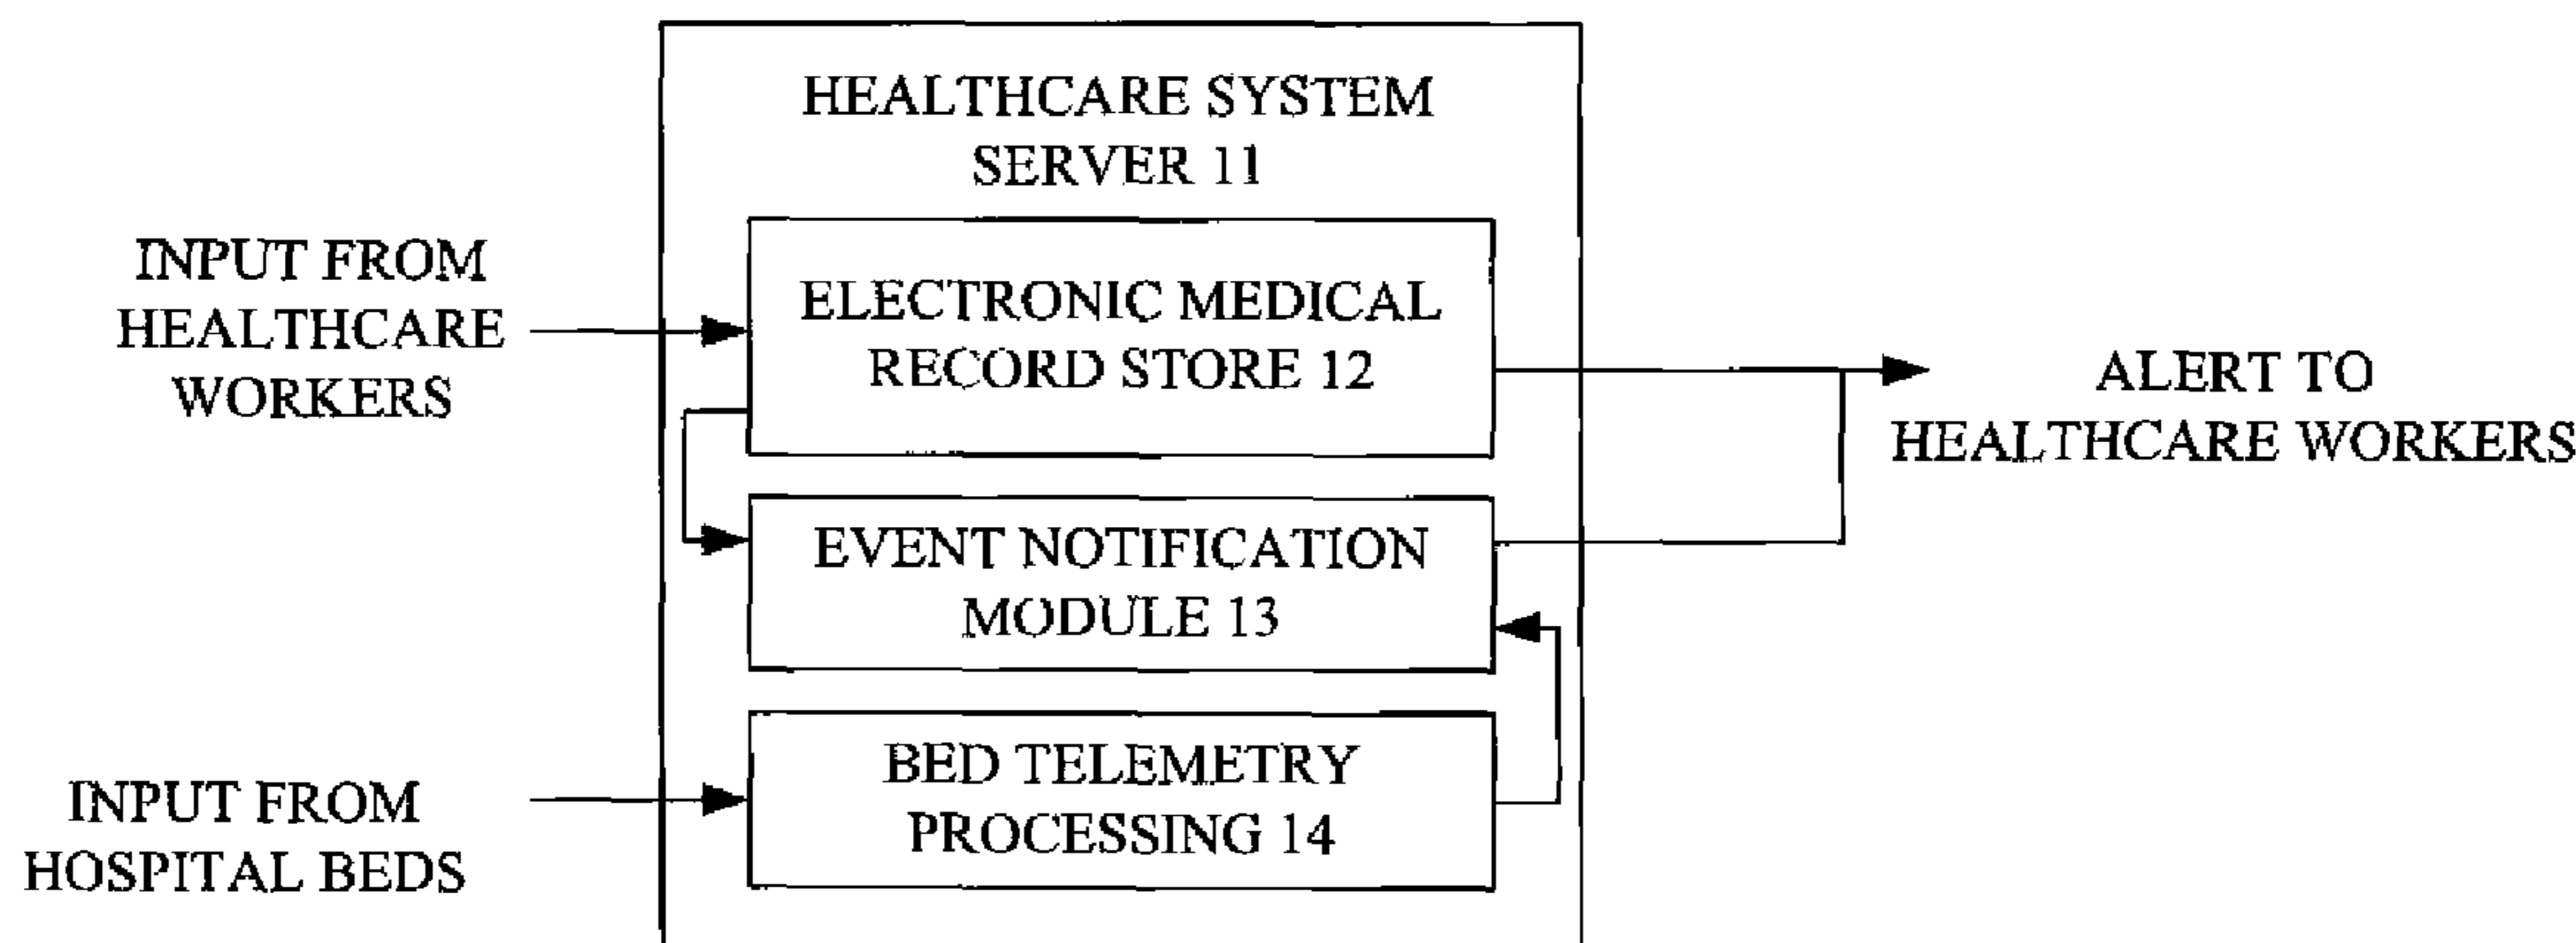 HEALTHCARE SYSTEM
SERVER 11
INPUT FROM
HEALTHCARE
WORKERS
ELECTRONIC MEDICAL
RECORD STORE 12
ALERT TO
HEALTHCARE WORKERS
EVENT NOTIFICATION
MODULE 13
INPUT FROM
HOSPITAL BEDS
BED TELEMETRY
PROCESSING 14